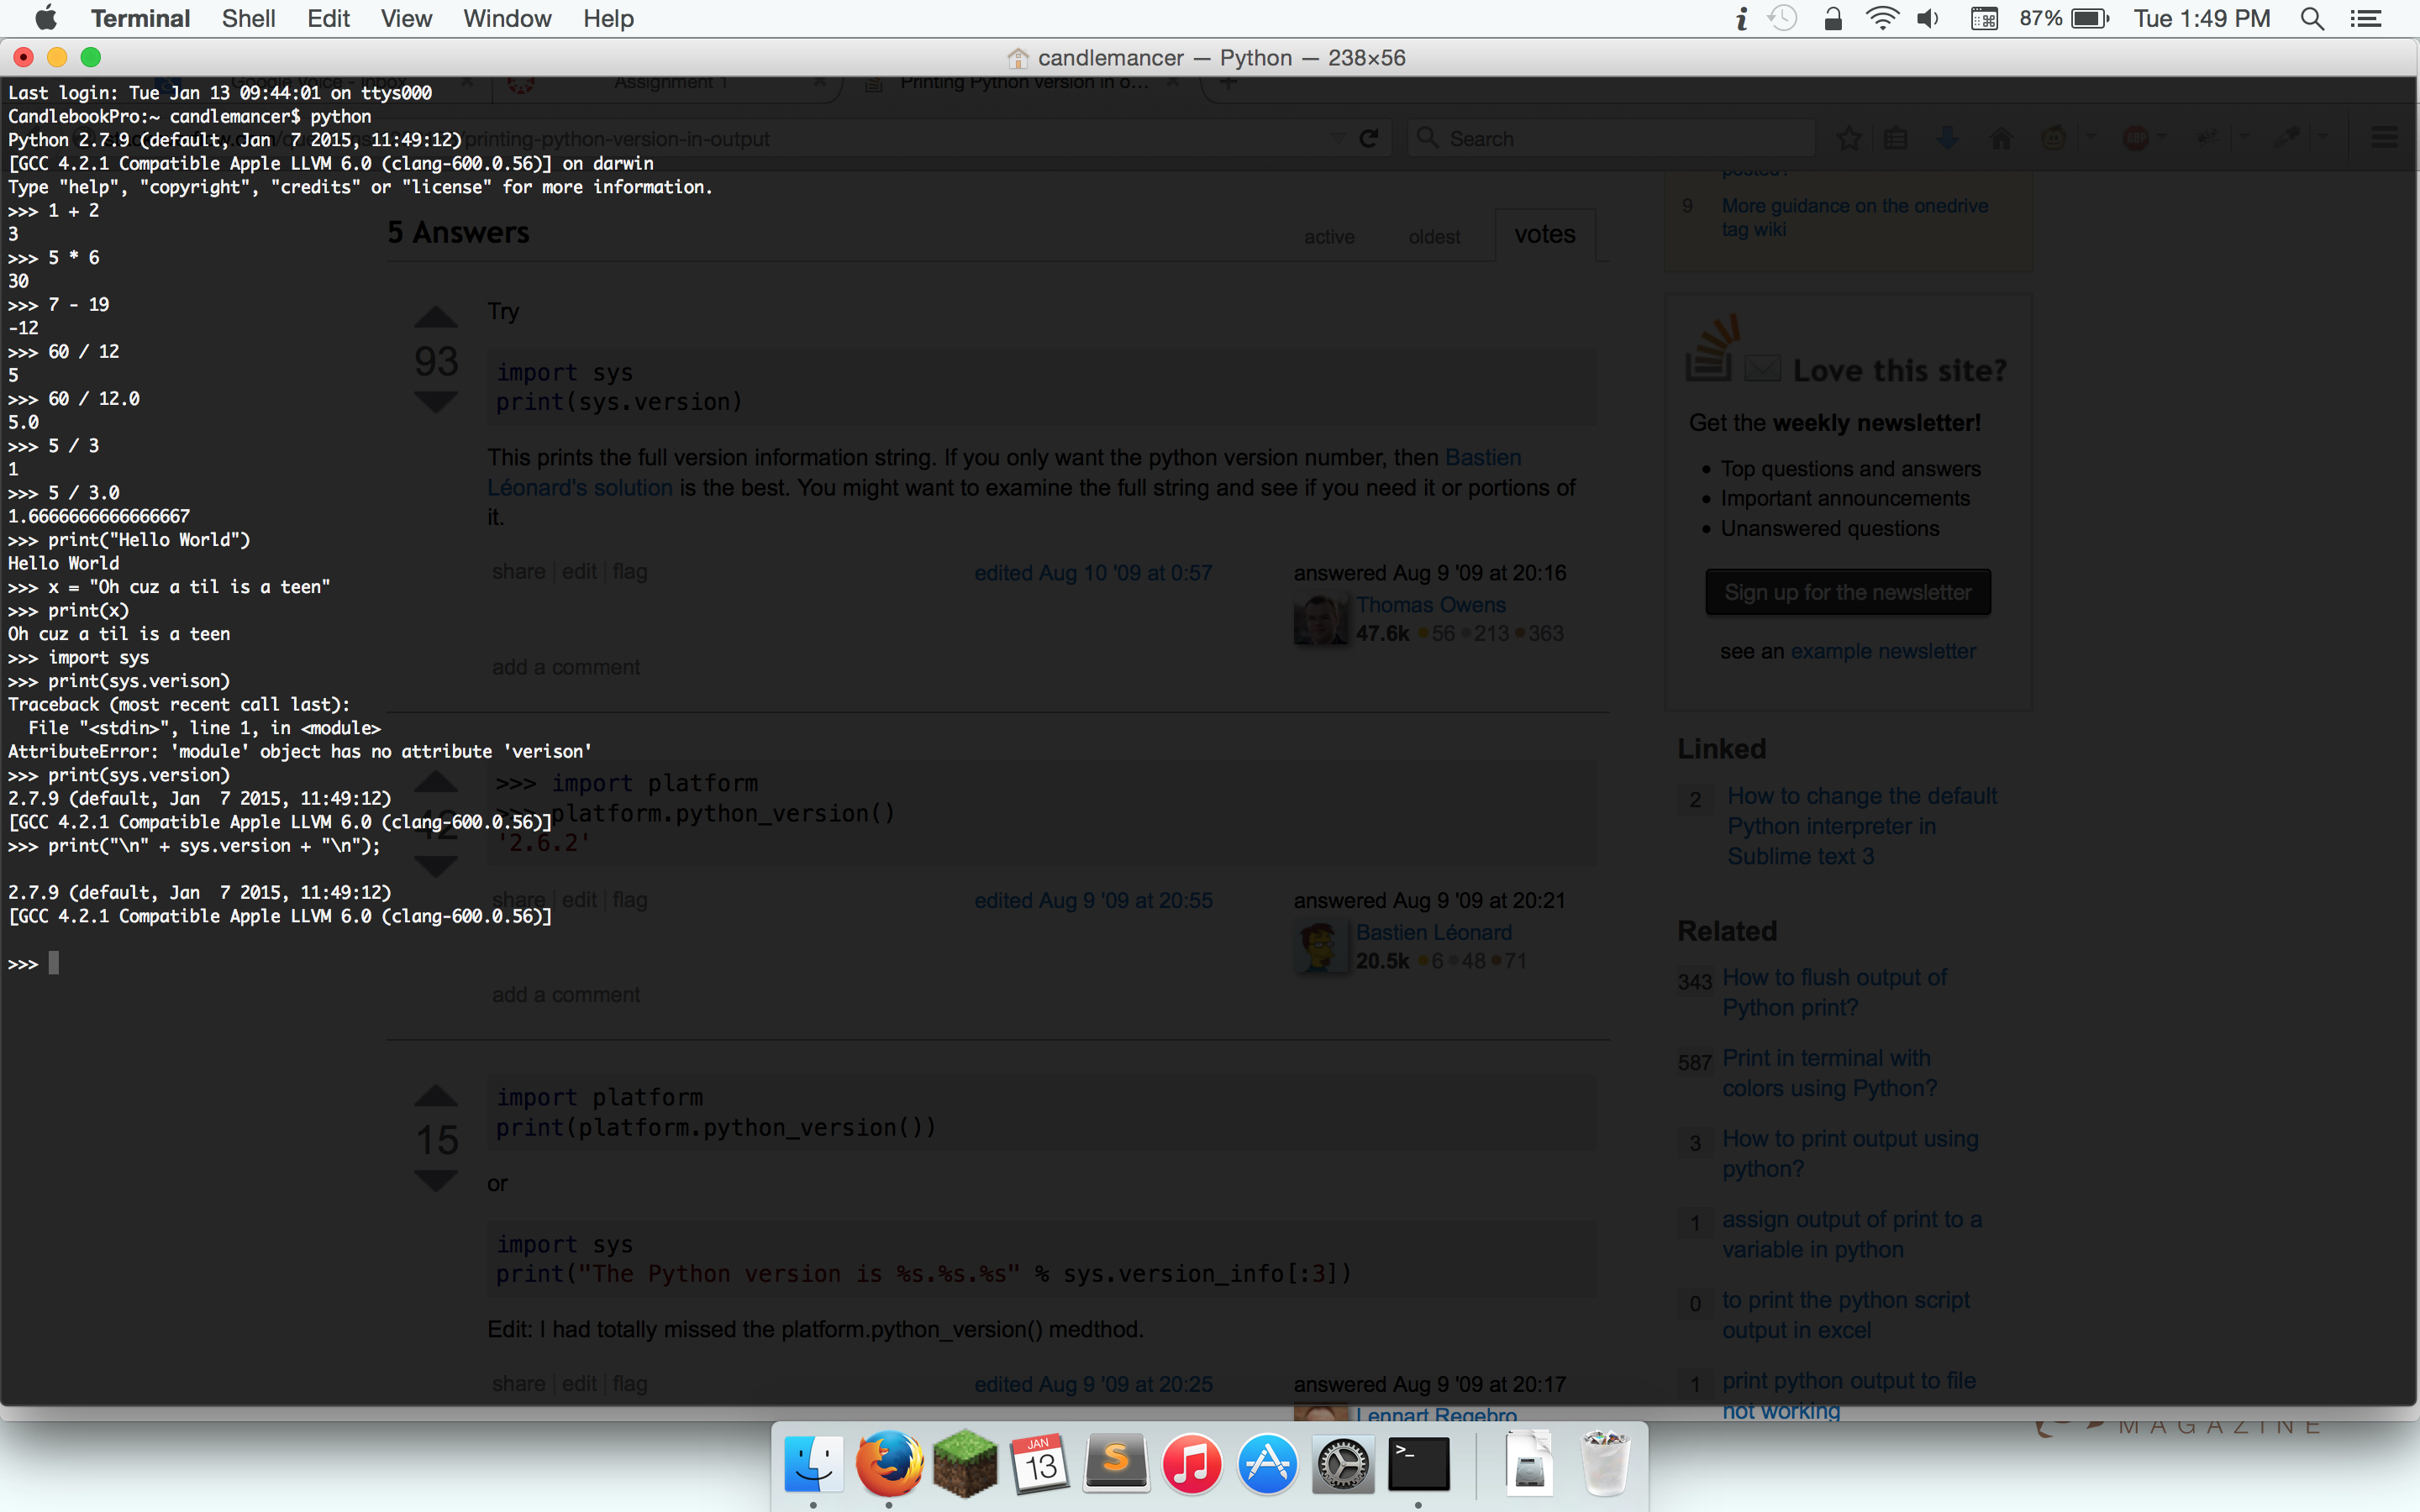 Terminal Shell Edit View Window Help 87% Tue 1:49 PM
candlemancer — Python — 238×56
Google Voice - Inbox Assignment 1 Printing Python version in o...
Last login: Tue Jan 13 09:44:01 on ttys000
CandlebookPro:~ candlemancer$ python
Python 2.7.9 (default, Jan  7 2015, 11:49:12)
/printing-python-version-in-output
Search
[GCC 4.2.1 Compatible Apple LLVM 6.0 (clang-600.0.56)] on darwin
Type "help", "copyright", "credits" or "license" for more information.
>>> 1 + 2
3
>>> 5 * 6
30
>>> 7 - 19
-12
>>> 60 / 12
5
>>> 60 / 12.0
5.0
>>> 5 / 3
1
>>> 5 / 3.0
1.6666666666666667
>>> print("Hello World")
Hello World
>>> x = "Oh cuz a til is a teen"
>>> print(x)
Oh cuz a til is a teen
>>> import sys
>>> print(sys.verison)
Traceback (most recent call last):
  File "<stdin>", line 1, in <module>
AttributeError: 'module' object has no attribute 'verison'
>>> print(sys.version)
2.7.9 (default, Jan  7 2015, 11:49:12)
[GCC 4.2.1 Compatible Apple LLVM 6.0 (clang-600.0.56)]
>>> print("\n" + sys.version + "\n");
2.7.9 (default, Jan  7 2015, 11:49:12)
[GCC 4.2.1 Compatible Apple LLVM 6.0 (clang-600.0.56)]
>>>
5 Answers
active oldest votes
93
Try
import sys
print(sys.version)
This prints the full version information string. If you only want the python version number, then Bastien
Léonard's solution is the best. You might want to examine the full string and see if you need it or portions of
it.
share edit flag
edited Aug 10 '09 at 0:57
answered Aug 9 '09 at 20:16
Thomas Owens
47.6k 56 213 363
add a comment
42
>>> import platform
>>> platform.python_version()
'2.6.2'
share edit flag
edited Aug 9 '09 at 20:55
answered Aug 9 '09 at 20:21
Bastien Léonard
20.5k 6 48 71
add a comment
15
import platform
print(platform.python_version())
or
import sys
print("The Python version is %s.%s.%s" % sys.version_info[:3])
Edit: I had totally missed the platform.python_version() medthod.
share edit flag
edited Aug 9 '09 at 20:25
answered Aug 9 '09 at 20:17
Lennart Regebro
posted?
9 More guidance on the onedrive
tag wiki
Love this site?
Get the weekly newsletter!
Top questions and answers
Important announcements
Unanswered questions
Sign up for the newsletter
see an example newsletter
Linked
2 How to change the default
Python interpreter in
Sublime text 3
Related
343 How to flush output of
Python print?
587 Print in terminal with
colors using Python?
3 How to print output using
python?
1 assign output of print to a
variable in python
0 to print the python script
output in excel
1 print python output to file
not working
MAGAZINE
JAN
13